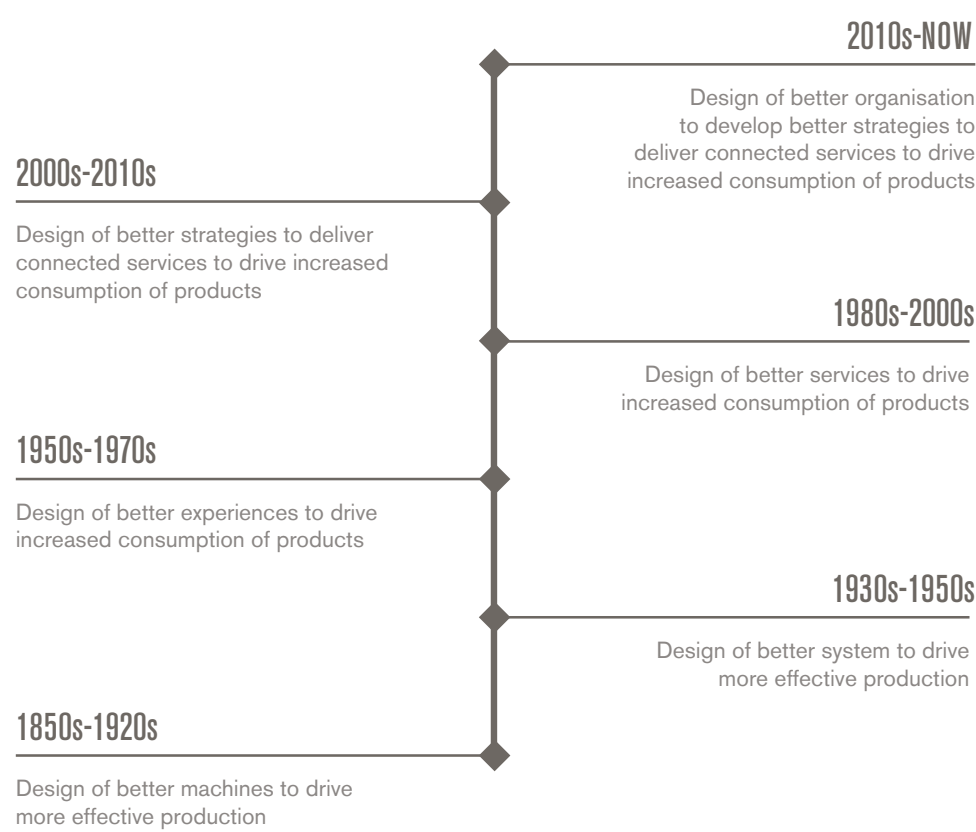 2010s-NOW
Design of better organisation
to develop better strategies to
deliver connected services to drive
increased consumption of products
2000s-2010s
Design of better strategies to deliver
connected services to drive increased
consumption of products
1980s-2000s
Design of better services to drive
increased consumption of products
1950s-1970s
Design of better experiences to drive
increased consumption of products
1930s-1950s
Design of better system to drive
more effective production
1850s-1920s
Design of better machines to drive
more effective production